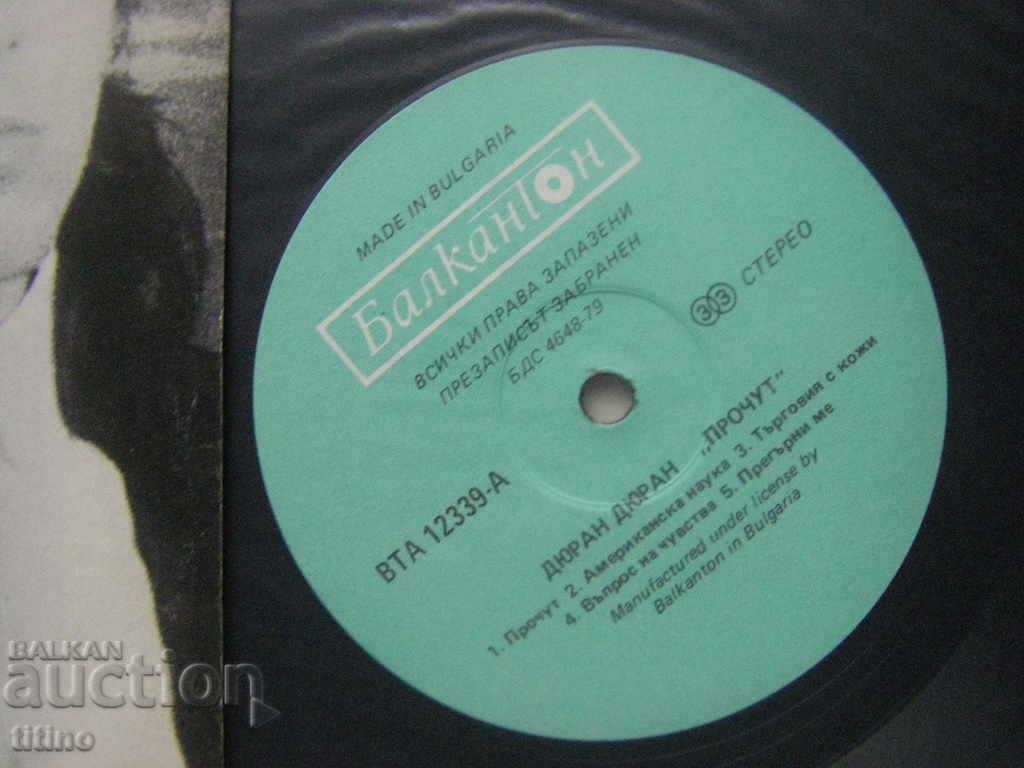 MADE IN BULGARIA
Балкантон
ВСИЧКИ ПРАВА ЗАПАЗЕНИ
ПРЕЗАПИСЪТ ЗАБРАНЕН
БДС 4648-79
33 СТЕРЕО
ВТА 12339-А
ДЮРАН ДЮРАН „ПРОЧУТ"
1. Прочут 2. Американска наука 3. Търговия с кожи
4. Въпрос на чувства 5. Прегърни ме
Manufactured under license by
Balkanton in Bulgaria
BALKAN
auction
titino